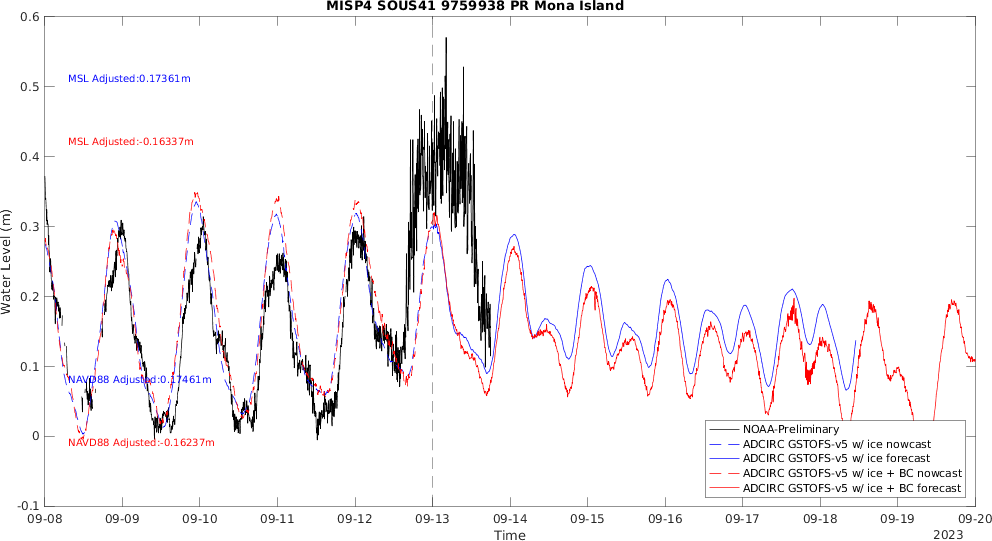 MISP4 SOUS41 9759938 PR Mona Island
0.6
0.5
0.4
0.3
0.2
0.1
0
-0.1
Water Level (m)
MSL Adjusted:0.17361m
MSL Adjusted:-0.16337m
NAVD88 Adjusted:0.17461m
NAVD88 Adjusted:-0.16237m
NOAA-Preliminary
ADCIRC GSTOFS-v5 w/ ice nowcast
ADCIRC GSTOFS-v5 w/ ice forecast
ADCIRC GSTOFS-v5 w/ ice + BC nowcast
ADCIRC GSTOFS-v5 w/ ice + BC forecast
09-08 09-09 09-10 09-11 09-12 09-13 09-14 09-15 09-16 09-17 09-18 09-19 09-20
Time
2023